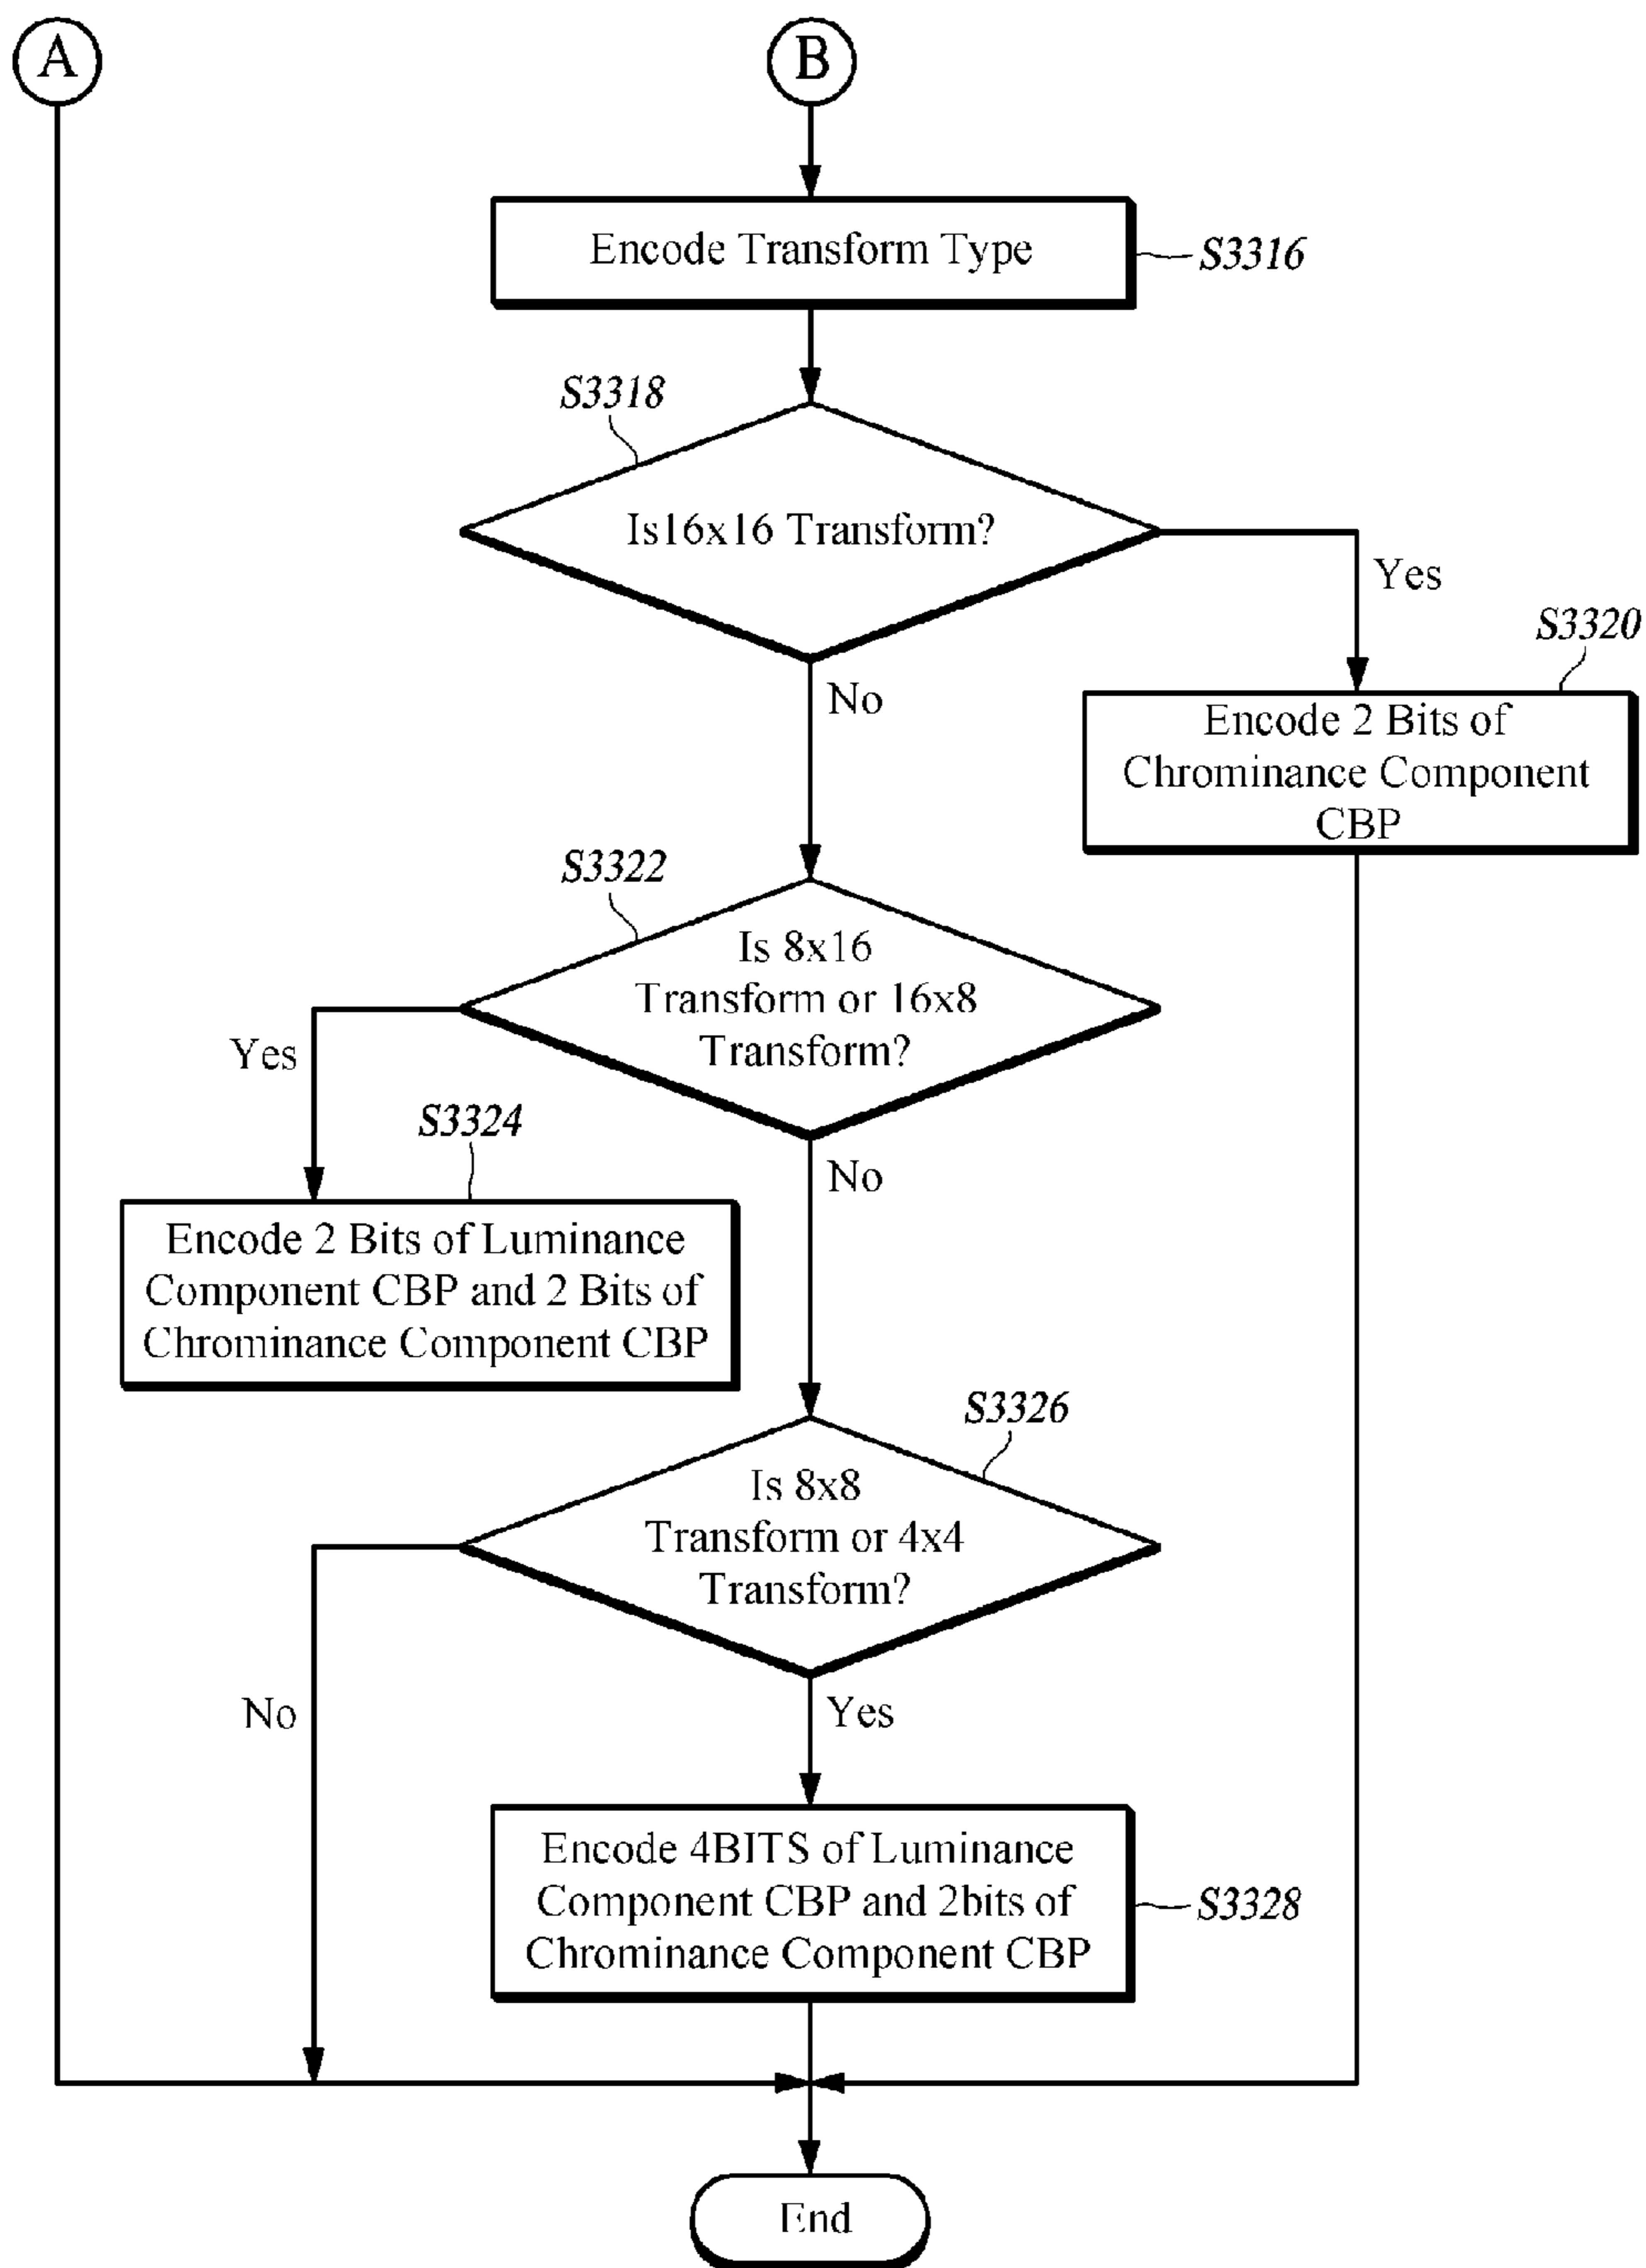 A
B
Encode Transform Type
S3316
S3318
Is16x16 Transform?
Yes
S3320
No
Encode 2 Bits of
Chrominance Component
CBP
S3322
Is 8x16
Transform or 16x8
Transform?
Yes
S3324
No
Encode 2 Bits of Luminance
Component CBP and 2 Bits of
Chrominance Component CBP
S3326
Is 8x8
Transform or 4x4
Transform?
No
Yes
Encode 4BITS of Luminance
Component CBP and 2bits of
Chrominance Component CBP
S3328
End